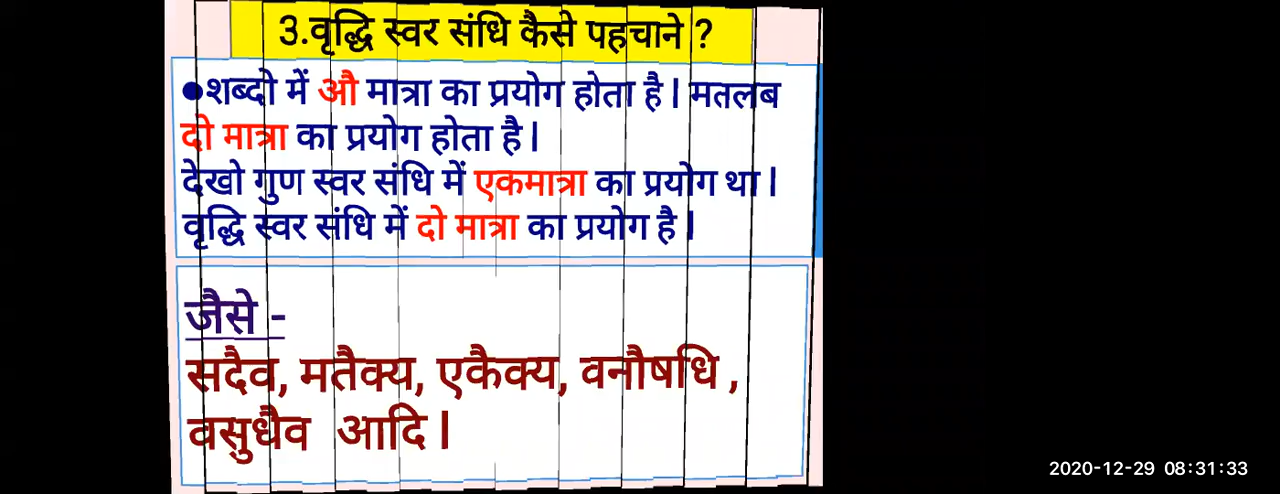 3.वृद्धि स्वर संधि कैसे पहचाने ?
●शब्दो में औ मात्रा का प्रयोग होता है l मतलब
दो मात्रा का प्रयोग होता है l
देखो गुण स्वर संधि में एकमात्रा का प्रयोग था l
वृद्धि स्वर संधि में दो मात्रा का प्रयोग है l
जैसे -
सदैव, मतैक्य, एकैक्य, वनौषधि ,
वसुधैव आदि l
2020-12-29 08:31:33